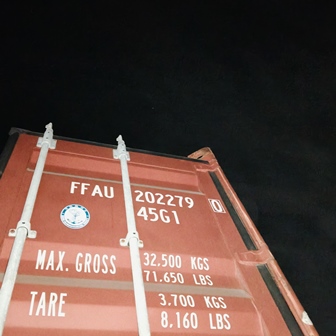 FFAU 202279 0
45G1
MAX. GROSS 32.500 KGS
71.650 LBS
TARE 3.700 KGS
8,160 LBS